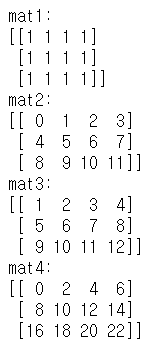 mat1:
[[1 1 1 1]
 [1 1 1 1]
 [1 1 1 1]]
mat2:
[[ 0  1  2  3]
 [ 4  5  6  7]
 [ 8  9 10 11]]
mat3:
[[ 1  2  3  4]
 [ 5  6  7  8]
 [ 9 10 11 12]]
mat4:
[[ 0  2  4  6]
 [ 8 10 12 14]
 [16 18 20 22]]